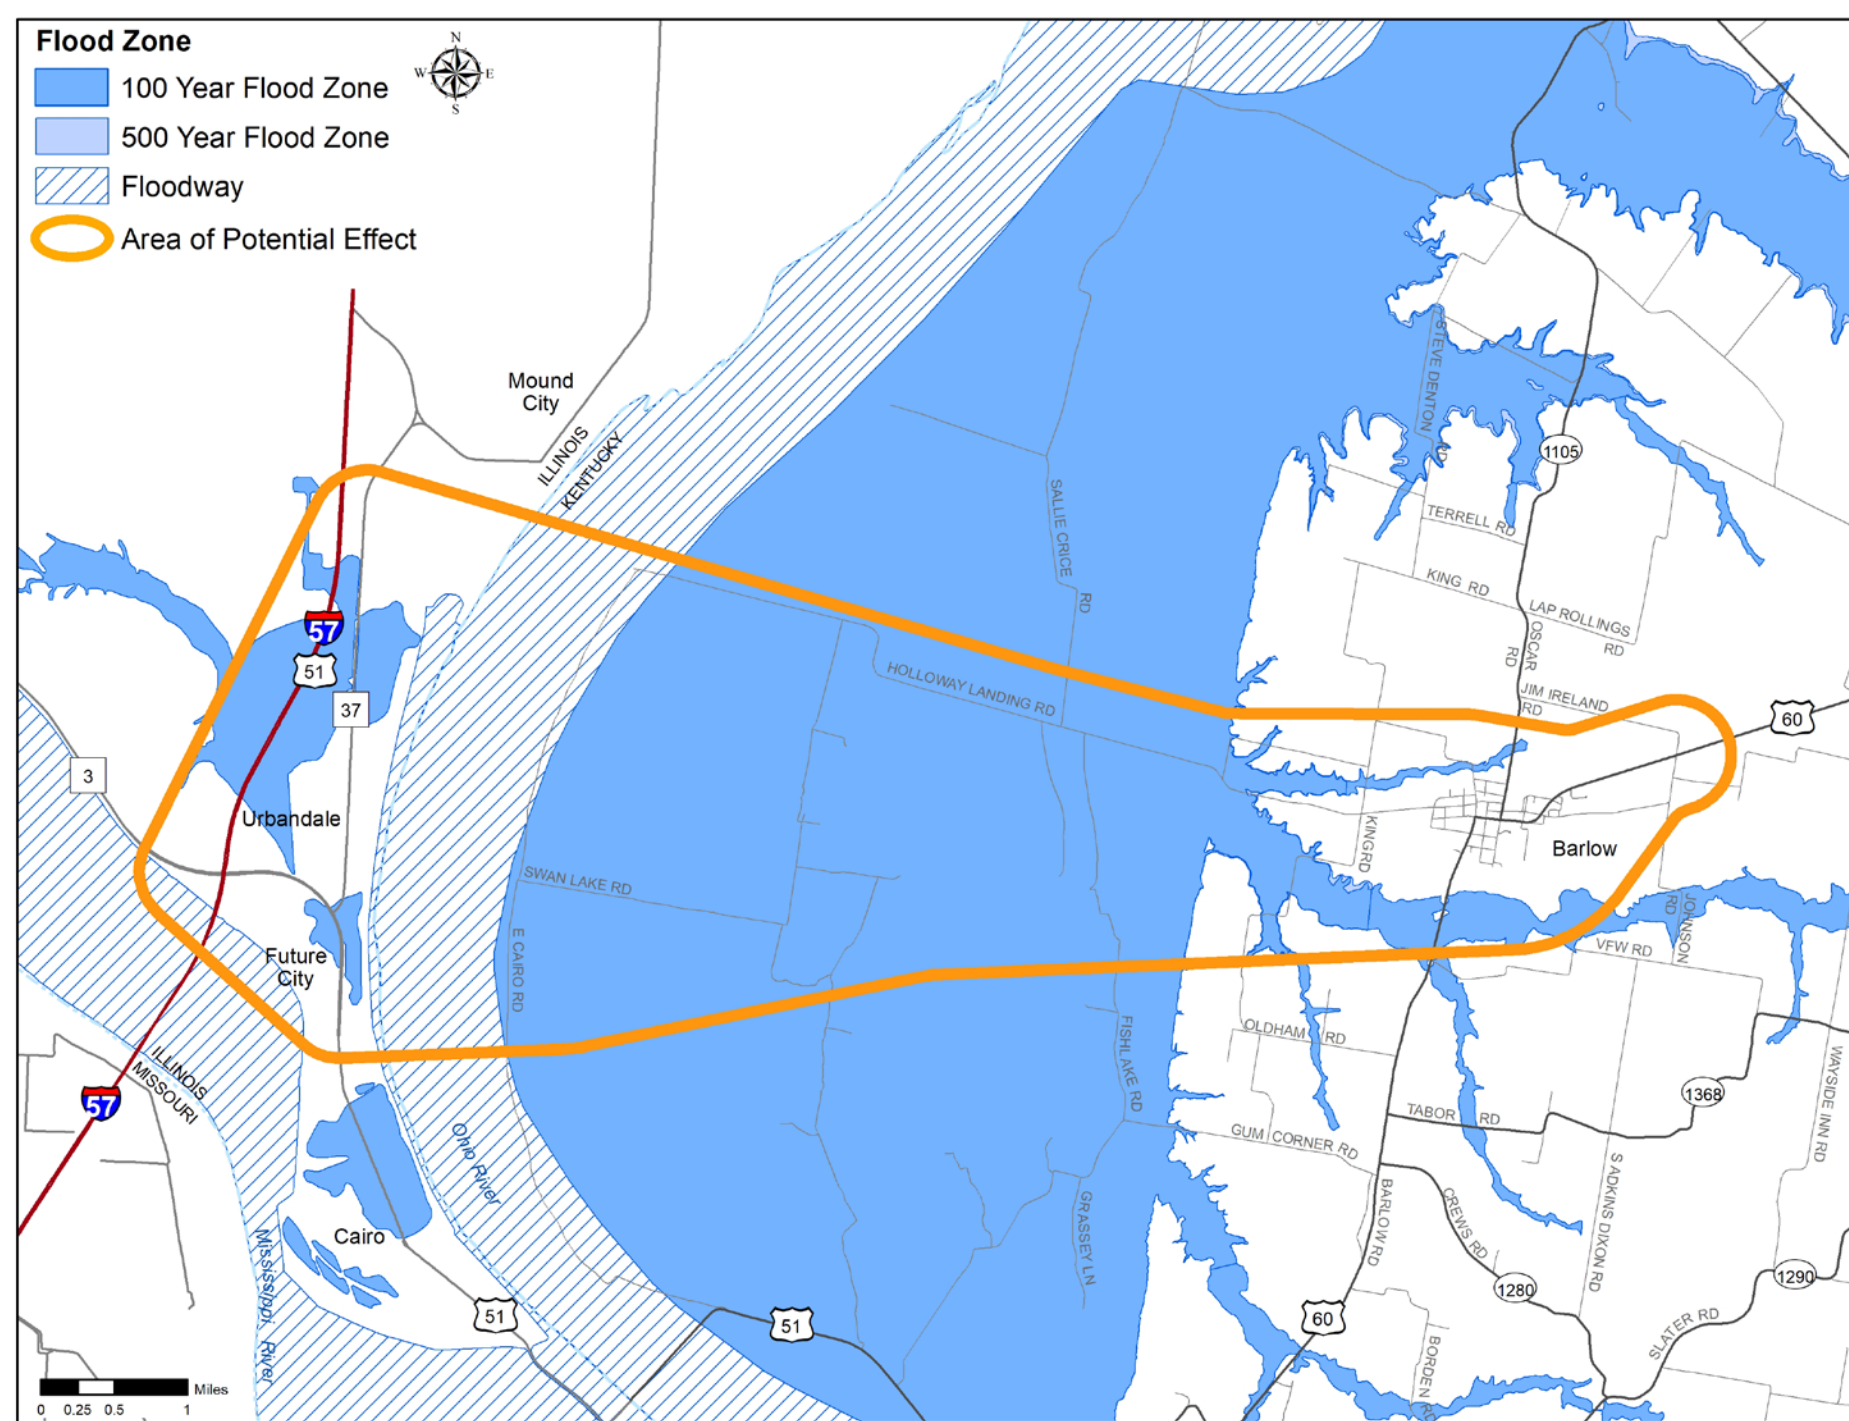 Flood Zone
100 Year Flood Zone
500 Year Flood Zone
Floodway
Area of Potential Effect
N
W
E
S
Mound
City
ILLINOIS
KENTUCKY
STEVE DENTON RD
1105
SALLIE CRICE RD
TERRELL RD
KING RD
LAP ROLLINGS
RD
OSCAR
RD
JIM IRELAND
RD
57
51
37
HOLLOWAY LANDING RD
60
3
Urbandale
KING RD
Barlow
SWAN LAKE RD
JOHNSON
RD
E CAIRO RD
Future
City
VFW RD
FISHLAKE RD
OLDHAM RD
ILLINOIS
MISSOURI
57
WAYSIDE INN RD
1368
TABOR RD
GUM CORNER RD
Ohio River
S ADKINS DIXON RD
BARLOW RD
CREWS RD
GRASSEY LN
Cairo
Mississippi River
1280
1290
51
51
60
SLATER RD
BORDEN RD
Miles
0 0.25 0.5 1